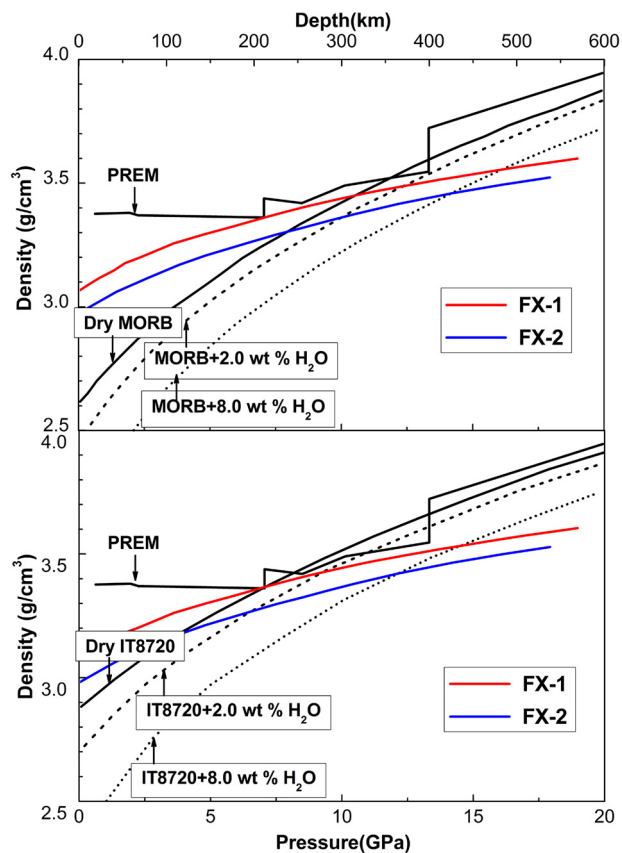 Depth(km)
0 100 200 300 400 500 600
4.0
3.5
3.0
2.5
Density (g/cm³)
PREM
Dry MORB
MORB+2.0 wt % H₂O
MORB+8.0 wt % H₂O
FX-1
FX-2
4.0
3.5
3.0
2.5
Density (g/cm³)
PREM
Dry IT8720
IT8720+2.0 wt % H₂O
IT8720+8.0 wt % H₂O
FX-1
FX-2
0 5 10 15 20
Pressure(GPa)